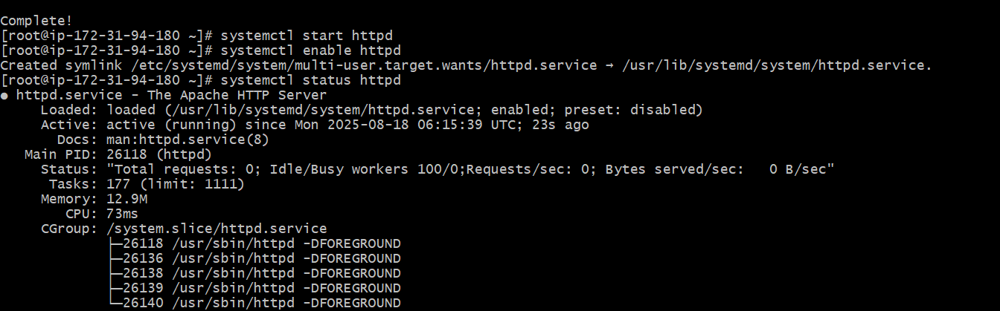 Complete!
[root@ip-172-31-94-180 ~]# systemctl start httpd
[root@ip-172-31-94-180 ~]# systemctl enable httpd
Created symlink /etc/systemd/system/multi-user.target.wants/httpd.service → /usr/lib/systemd/system/httpd.service.
[root@ip-172-31-94-180 ~]# systemctl status httpd
● httpd.service - The Apache HTTP Server
     Loaded: loaded (/usr/lib/systemd/system/httpd.service; enabled; preset: disabled)
     Active: active (running) since Mon 2025-08-18 06:15:39 UTC; 23s ago
       Docs: man:httpd.service(8)
   Main PID: 26118 (httpd)
     Status: "Total requests: 0; Idle/Busy workers 100/0;Requests/sec: 0; Bytes served/sec:   0 B/sec"
      Tasks: 177 (limit: 1111)
     Memory: 12.9M
        CPU: 73ms
     CGroup: /system.slice/httpd.service
             ├─26118 /usr/sbin/httpd -DFOREGROUND
             ├─26136 /usr/sbin/httpd -DFOREGROUND
             ├─26138 /usr/sbin/httpd -DFOREGROUND
             ├─26139 /usr/sbin/httpd -DFOREGROUND
             └─26140 /usr/sbin/httpd -DFOREGROUND